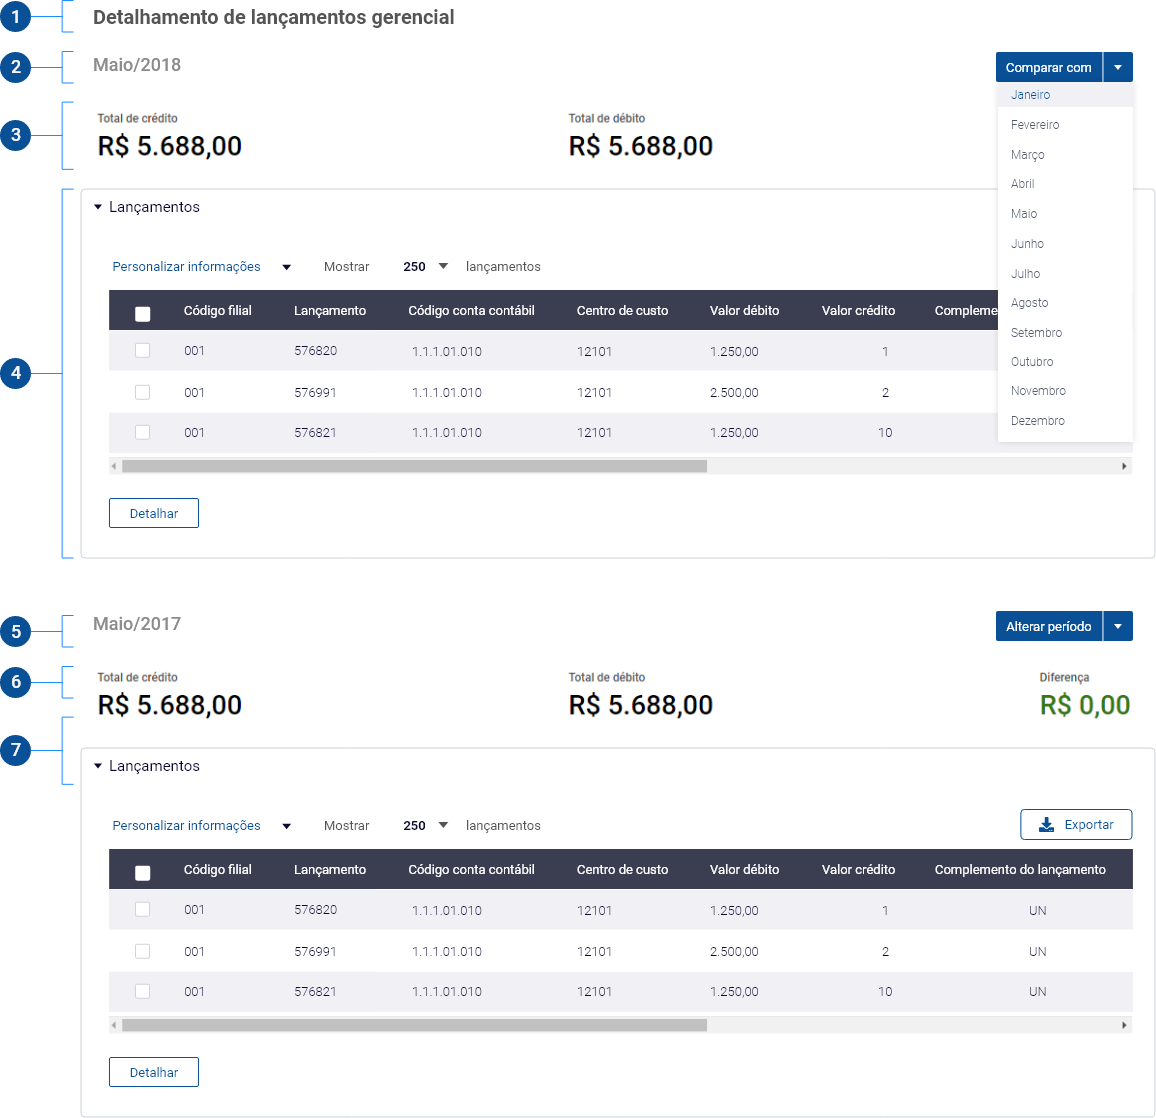 1
Detalhamento de lançamentos gerencial
2
Maio/2018
Comparar com
Janeiro
Fevereiro
Março
Abril
Maio
Junho
Julho
Agosto
Setembro
Outubro
Novembro
Dezembro
3
Total de crédito
R$ 5.688,00
Total de débito
R$ 5.688,00
4
Lançamentos
Personalizar informações Mostrar 250 lançamentos
Código filial Lançamento Código conta contábil Centro de custo Valor débito Valor crédito Compleme
001 576820 1.1.1.01.010 12101 1.250,00 1
001 576991 1.1.1.01.010 12101 2.500,00 2
001 576821 1.1.1.01.010 12101 1.250,00 10
Detalhar
5
Maio/2017
Alterar período
6
Total de crédito
R$ 5.688,00
Total de débito
R$ 5.688,00
Diferença
R$ 0,00
7
Lançamentos
Personalizar informações Mostrar 250 lançamentos Exportar
Código filial Lançamento Código conta contábil Centro de custo Valor débito Valor crédito Complemento do lançamento
001 576820 1.1.1.01.010 12101 1.250,00 1 UN
001 576991 1.1.1.01.010 12101 2.500,00 2 UN
001 576821 1.1.1.01.010 12101 1.250,00 10 UN
Detalhar